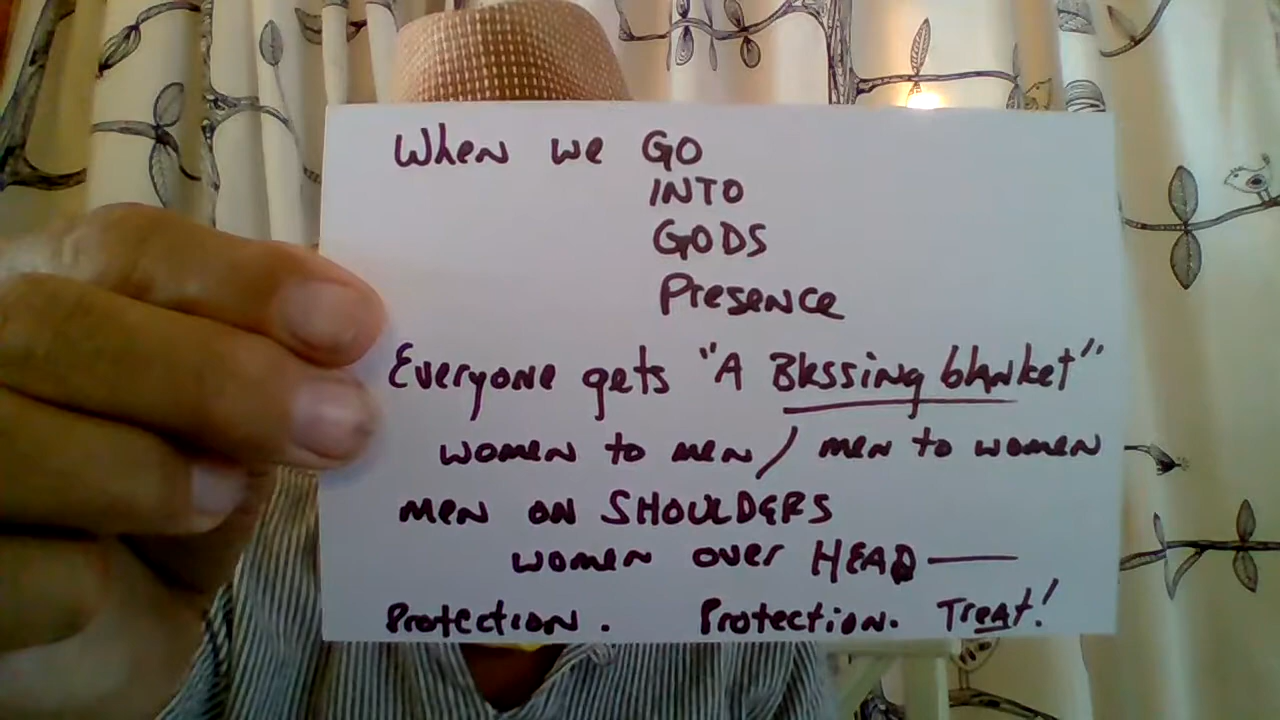 When we GO
INTO
GODS
Presence
Everyone gets "A Blessing blanket"
women to men / men to women
men on SHOULDERS
women over HEAD —
Protection. Protection. Treat!